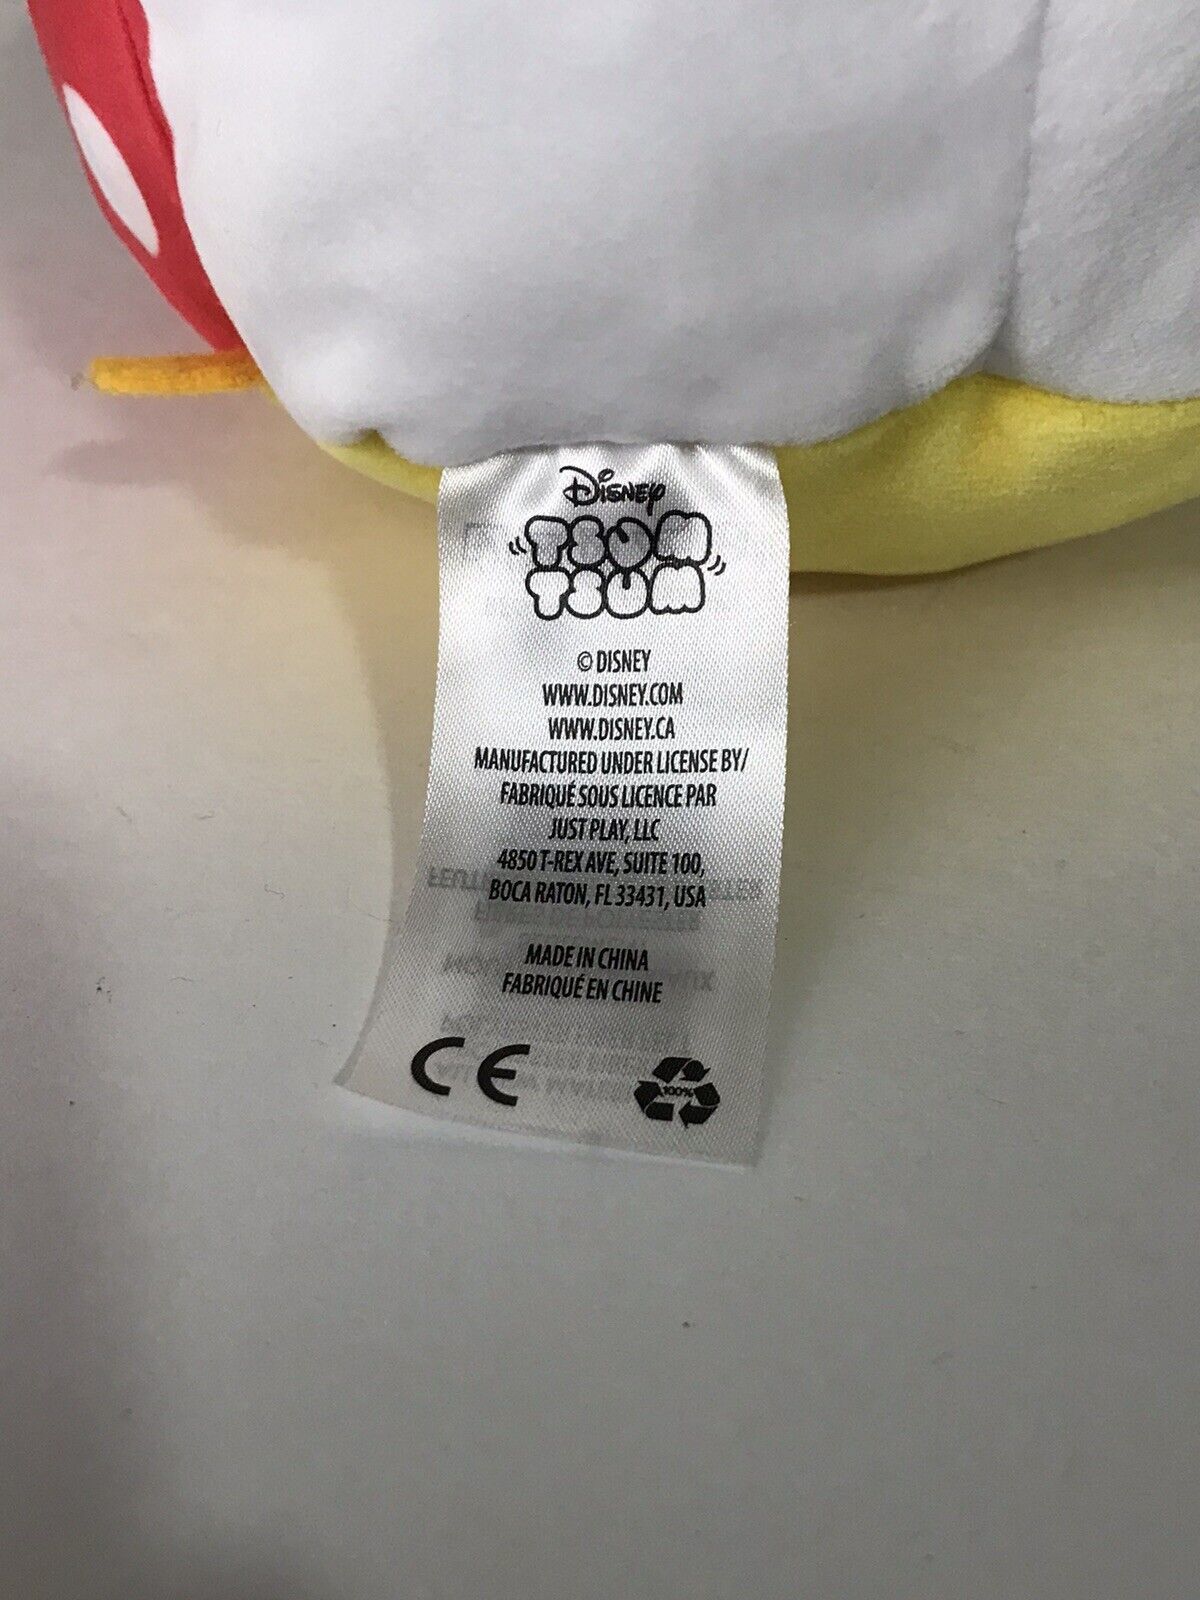 Disney
TSUM
TSUM
© DISNEY
WWW.DISNEY.COM
WWW.DISNEY.CA
MANUFACTURED UNDER LICENSE BY/
FABRIQUÉ SOUS LICENCE PAR
JUST PLAY, LLC
4850 T-REX AVE, SUITE 100,
BOCA RATON, FL 33431, USA
MADE IN CHINA
FABRIQUÉ EN CHINE
CE
100%